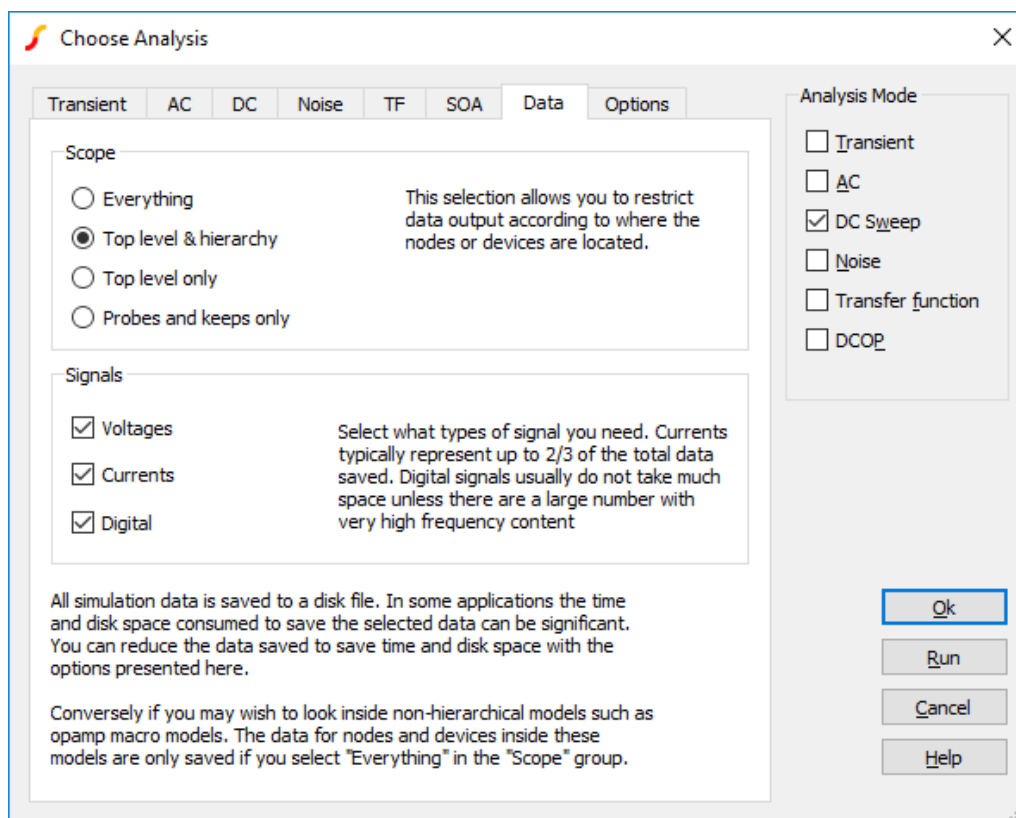 Choose Analysis
Transient AC DC Noise TF SOA Data Options
Scope
Everything
Top level & hierarchy
Top level only
Probes and keeps only
This selection allows you to restrict
data output according to where the
nodes or devices are located.
Signals
Voltages
Currents
Digital
Select what types of signal you need. Currents
typically represent up to 2/3 of the total data
saved. Digital signals usually do not take much
space unless there are a large number with
very high frequency content
All simulation data is saved to a disk file. In some applications the time
and disk space consumed to save the selected data can be significant.
You can reduce the data saved to save time and disk space with the
options presented here.
Conversely if you may wish to look inside non-hierarchical models such as
opamp macro models. The data for nodes and devices inside these
models are only saved if you select "Everything" in the "Scope" group.
Analysis Mode
Transient
AC
DC Sweep
Noise
Transfer function
DCOP
Ok
Run
Cancel
Help